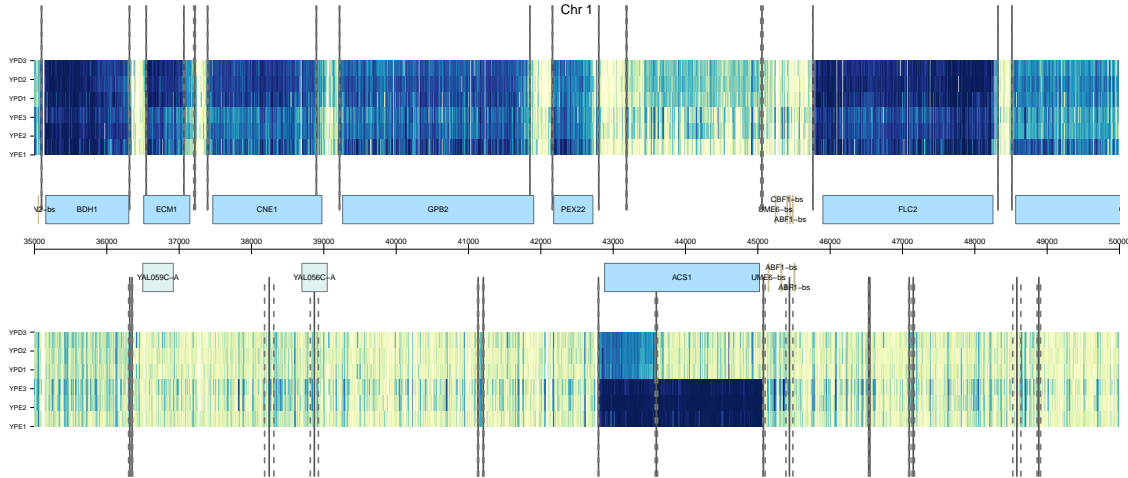 Chr 1
YPD3
YPD2
YPD1
YPE3
YPE2
YPE1
N2-bs
BDH1
ECM1
CNE1
GPB2
PEX22
CBF1-bs
UME6-bs
ABF1-bs
FLC2
35000 36000 37000 38000 39000 40000 41000 42000 43000 44000 45000 46000 47000 48000 49000 50000
YAL059C-A
YAL056C-A
ACS1
ABF1-bs
UME6-bs
ABF1-bs
YPD3
YPD2
YPD1
YPE3
YPE2
YPE1